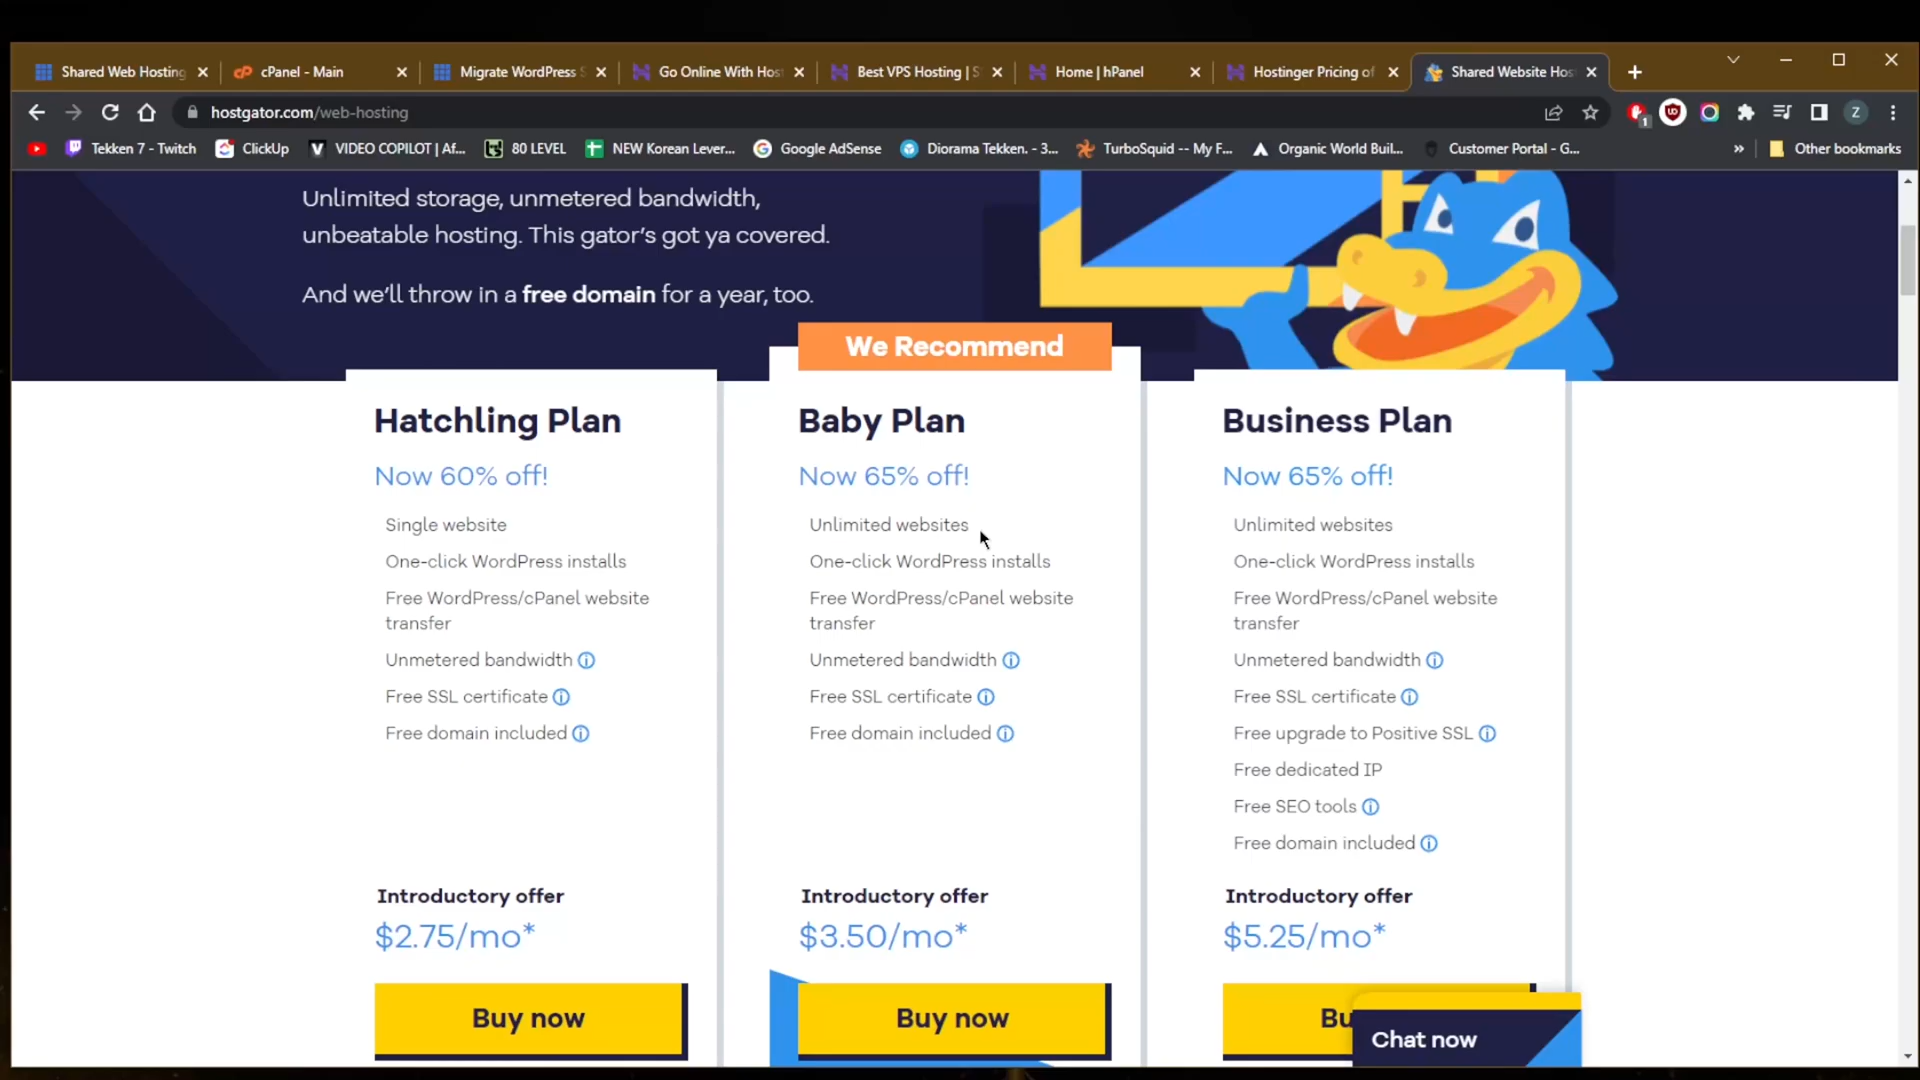 Shared Web Hosting
cPanel - Main
Migrate WordPress S
Go Online With Hos
Best VPS Hosting | S
Home | hPanel
Hostinger Pricing of
Shared Website Hos
hostgator.com/web-hosting
1
Z
Tekken 7 - Twitch
ClickUp
VIDEO COPILOT | Af...
80 LEVEL
NEW Korean Lever...
Google AdSense
Diorama Tekken. - 3...
TurboSquid -- My F...
Organic World Buil...
Customer Portal - G...
»
Other bookmarks
Unlimited storage, unmetered bandwidth,
unbeatable hosting. This gator's got ya covered.
And we'll throw in a free domain for a year, too.
We Recommend
Hatchling Plan
Now 60% off!
Single website
One-click WordPress installs
Free WordPress/cPanel website
transfer
Unmetered bandwidth
Free SSL certificate
Free domain included
Introductory offer
$2.75/mo*
Buy now
Baby Plan
Now 65% off!
Unlimited websites
One-click WordPress installs
Free WordPress/cPanel website
transfer
Unmetered bandwidth
Free SSL certificate
Free domain included
Introductory offer
$3.50/mo*
Buy now
Business Plan
Now 65% off!
Unlimited websites
One-click WordPress installs
Free WordPress/cPanel website
transfer
Unmetered bandwidth
Free SSL certificate
Free upgrade to Positive SSL
Free dedicated IP
Free SEO tools
Free domain included
Introductory offer
$5.25/mo*
Bu
Chat now